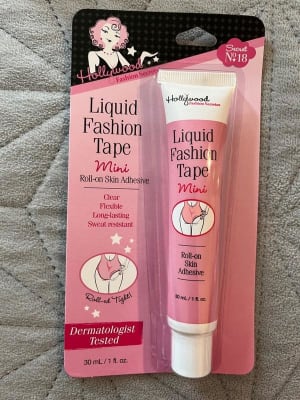 Hollywood
Fashion Secrets
Secret
No 18
Liquid
Fashion
Tape
Mini
Roll-on Skin Adhesive
Clear
Flexible
Long-lasting
Sweat resistant
Roll-on Tight!
Dermatologist
Tested
30 mL / 1 fl. oz.
Hollywood
Fashion Secrets
Liquid
Fashion
Tape
Mini
Roll-on
Skin
Adhesive
30 mL / 1 fl. oz.